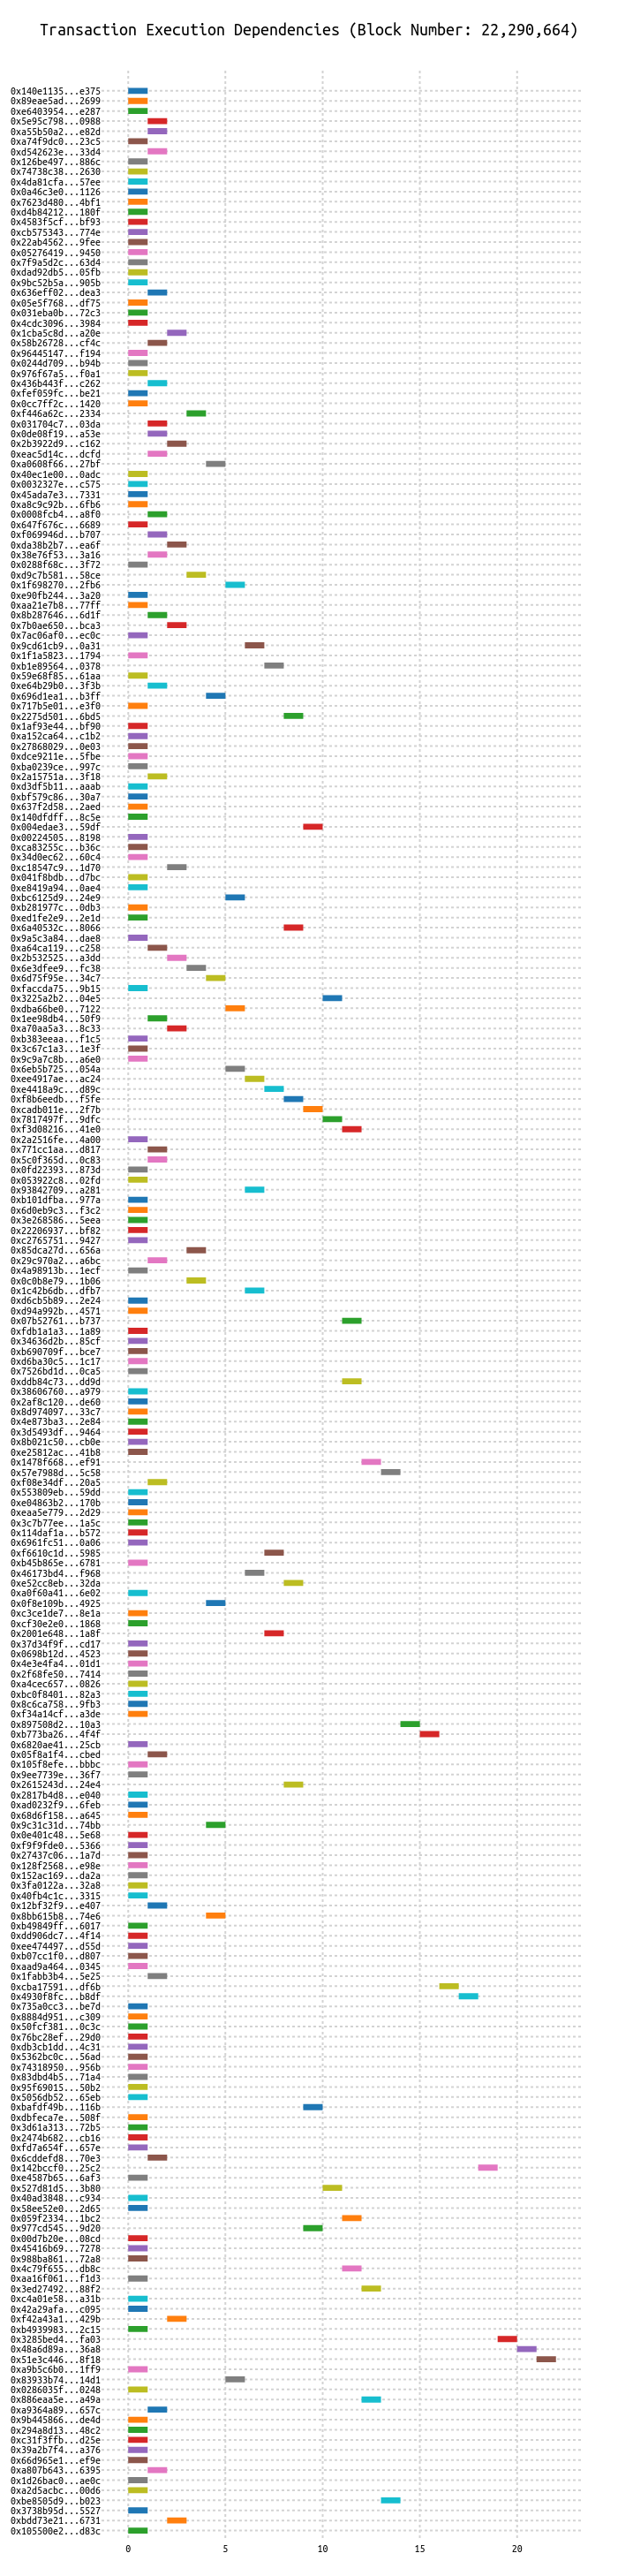 Transaction Execution Dependencies (Block Number: 22,290,664)
0x140e1135...e375
0x89eae5ad...2699
0xe6403954...e287
0x5e95c798...0988
0xa55b50a2...e82d
0xa74f9dc0...23c5
0xd542623e...33d4
0x126be497...886c
0x74738c38...2630
0x4da81cfa...57ee
0x0a46c3e0...1126
0x7623d480...4bf1
0xd4b84212...180f
0x4583f5cf...bf93
0xcb575343...774e
0x22ab4562...9fee
0x05276419...9450
0x7f9a5d2c...63d4
0xdad92db5...05fb
0x9bc52b5a...905b
0x636eff02...dea3
0x05e5f768...df75
0x031eba0b...72c3
0x4cdc3096...3984
0x1cba5c8d...a20e
0x58b26728...cf4c
0x96445147...f194
0x0244d709...b94b
0x976f67a5...f0a1
0x436b443f...c262
0xfef059fc...be21
0x0cc7ff2c...1420
0xf446a62c...2334
0x031704c7...03da
0x0de08f19...a53e
0x2b3922d9...c162
0xeac5d14c...dcfd
0xa0608f66...27bf
0x40ec1e00...0adc
0x0032327e...c575
0x45ada7e3...7331
0xa8c9c92b...6fb6
0x0008fcb4...a8f0
0x647f676c...6689
0xf069946d...b707
0xda38b2b7...ea6f
0x38e76f53...3a16
0x0288f68c...3f72
0xd9c7b581...58ce
0x1f698270...2fb6
0xe90fb244...3a20
0xaa21e7b8...77ff
0x8b287646...6d1f
0x7b0ae650...bca3
0x7ac06af0...ec0c
0x9cd61cb9...0a31
0x1f1a5823...1794
0xb1e89564...0378
0x59e68f85...61aa
0xe64b29b0...3f3b
0x696d1ea1...b3ff
0x717b5e01...e3f0
0x2275d501...6bd5
0x1af93e44...bf90
0xa152ca64...c1b2
0x27868029...0e03
0xdce9211e...5fbe
0xba0239ce...997c
0x2a15751a...3f18
0xd3df5b11...aaab
0xbf579c86...30a7
0x637f2d58...2aed
0x140dfdff...8c5e
0x004edae3...59df
0x00224505...8198
0xca83255c...b36c
0x34d0ec62...60c4
0xc18547c9...1d70
0x041f8bdb...d7bc
0xe8419a94...0ae4
0xbc6125d9...24e9
0xb281977c...0db3
0xed1fe2e9...2e1d
0x6a40532c...8066
0x9a5c3a84...dae8
0xa64ca119...c258
0x2b532525...a3dd
0x6e3dfee9...fc38
0x6d75f95e...34c7
0xfaccda75...9b15
0x3225a2b2...04e5
0xdba66be0...7122
0x1ee98db4...50f9
0xa70aa5a3...8c33
0xb383eeaa...f1c5
0x3c67c1a3...1e3f
0x9c9a7c8b...a6e0
0x6eb5b725...054a
0xee4917ae...ac24
0xe4418a9c...d89c
0xf8b6eedb...f5fe
0xcadb011e...2f7b
0x7817497f...9dfc
0xf3d08216...41e0
0x2a2516fe...4a00
0x771cc1aa...d817
0x5c0f365d...0c83
0x0fd22393...873d
0x053922c8...02fd
0x93842709...a281
0xb101dfba...977a
0x6d0eb9c3...f3c2
0x3e268586...5eea
0x22206937...bf82
0xc2765751...9427
0x85dca27d...656a
0x29c970a2...a6bc
0x4a98913b...1ecf
0x0c0b8e79...1b06
0x1c42b6db...dfb7
0xd6cb5b89...2e24
0xd94a992b...4571
0x07b52761...b737
0xfdb1a1a3...1a89
0x34636d2b...85cf
0xb690709f...bce7
0xd6ba30c5...1c17
0x7526bd1d...0ca5
0xddb84c73...dd9d
0x38606760...a979
0x2af8c120...de60
0x8d974097...33c7
0x4e873ba3...2e84
0x3d5493df...9464
0x8b021c50...cb0e
0xe25812ac...41b8
0x1478f668...ef91
0x57e7988d...5c58
0xf08e34df...20a5
0x553809eb...59dd
0xe04863b2...170b
0xeaa5e779...2d29
0x3c7b77ee...1a5c
0x114daf1a...b572
0x6961fc51...0a06
0xf6610c1d...5985
0xb45b865e...6781
0x46173bd4...f968
0xe52cc8eb...32da
0xa0f60a41...6e02
0x0f8e109b...4925
0xc3ce1de7...8e1a
0xcf30e2e0...1868
0x2001e648...1a8f
0x37d34f9f...cd17
0x0698b12d...4523
0x4e3e4fa4...01d1
0x2f68fe50...7414
0xa4cec657...0826
0xbc0f8401...82a3
0x8c6ca758...9fb3
0xf34a14cf...a3de
0x897508d2...10a3
0xb773ba26...4f4f
0x6820ae41...25cb
0x05f8a1f4...cbed
0x105f8efe...bbbc
0x9ee7739e...36f7
0x2615243d...24e4
0x2817b4d8...e040
0xad0232f9...6feb
0x68d6f158...a645
0x9c31c31d...74bb
0x0e401c48...5e68
0xf9f9fde0...5366
0x27437c06...1a7d
0x128f2568...e98e
0x152ac169...da2a
0x3fa0122a...32a8
0x40fb4c1c...3315
0x12bf32f9...e407
0x8bb615b8...74e6
0xb49849ff...6017
0xdd906dc7...4f14
0xee474497...d55d
0xb07cc1f0...d807
0xaad9a464...0345
0x1fabb3b4...5e25
0xcba17591...df6b
0x4930f8fc...b8df
0x735a0cc3...be7d
0x8884d951...c309
0x50fcf381...0c3c
0x76bc28ef...29d0
0xdb3cb1dd...4c31
0x5362bc0c...56ad
0x74318950...956b
0x83dbd4b5...71a4
0x95f69015...50b2
0x5056db52...65eb
0xbafdf49b...116b
0xdbfeca7e...508f
0x3d61a313...72b5
0x2474b682...cb16
0xfd7a654f...657e
0x6cddefd8...70e3
0x142bccf0...25c2
0xe4587b65...6af3
0x527d81d5...3b80
0x40ad3848...c934
0x58ee52e0...2d65
0x059f2334...1bc2
0x977cd545...9d20
0x00d7b20e...08cd
0x45416b69...7278
0x988ba861...72a8
0x4c79f655...db8c
0xaa16f061...f1d3
0x3ed27492...88f2
0xc4a01e58...a31b
0x42a29afa...c095
0xf42a43a1...429b
0xb4939983...2c15
0x3285bed4...fa03
0x48a6d89a...36a8
0x51e3c446...8f18
0xa9b5c6b0...1ff9
0x83933b74...14d1
0x0286035f...0248
0x886eaa5e...a49a
0xa9364a89...657c
0x9b445866...de4d
0x294a8d13...48c2
0xc31f3ffb...d25e
0x39a2b7f4...a376
0x66d965e1...ef9e
0xa807b643...6395
0x1d26bac0...ae0c
0xa2d5acbc...00d6
0xbe8505d9...b023
0x3738b95d...5527
0xbdd73e21...6731
0x105500e2...d83c
0 5 10 15 20